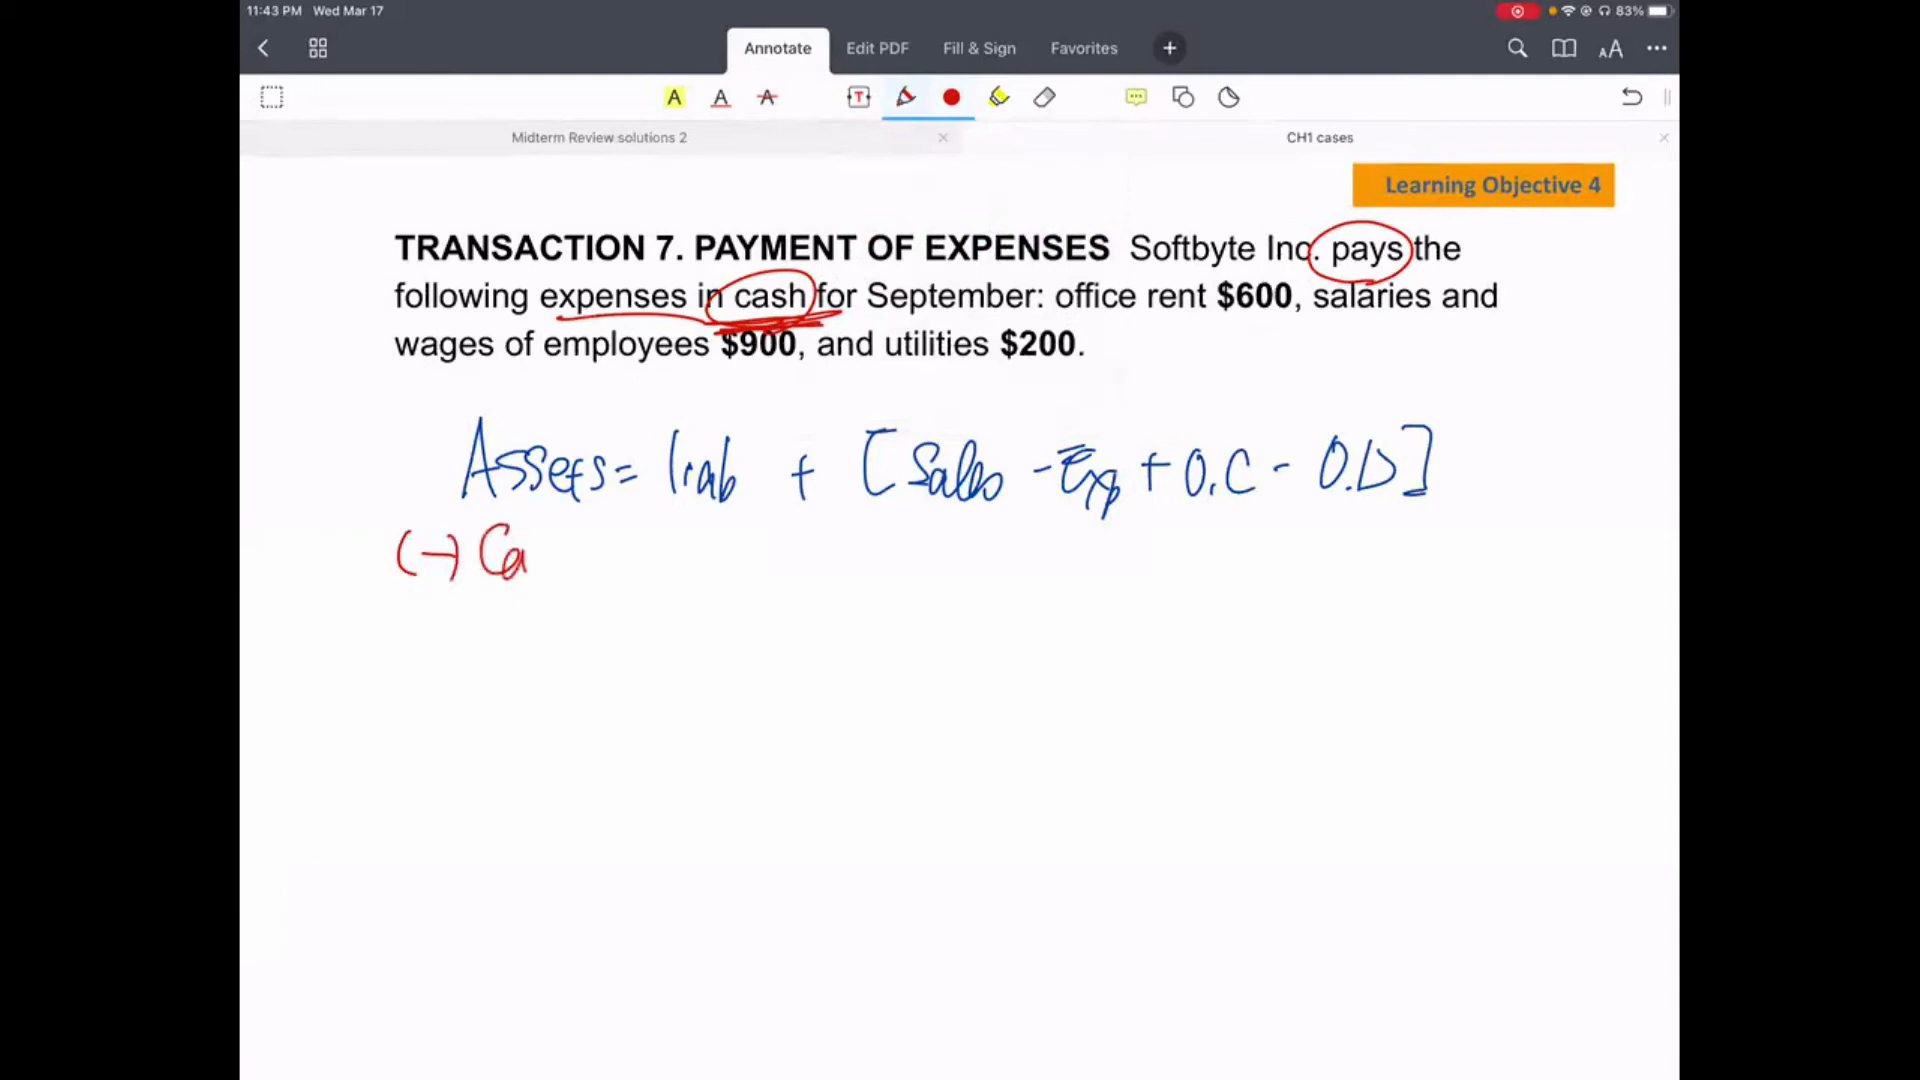 11:43 PM Wed Mar 17
83%
Annotate Edit PDF Fill & Sign Favorites +
AA
A A A T
Midterm Review solutions 2 × CH1 cases ×
Learning Objective 4
TRANSACTION 7. PAYMENT OF EXPENSES Softbyte Inc. pays the
following expenses in cash for September: office rent $600, salaries and
wages of employees $900, and utilities $200.
Assets = liab + [Sales - Exp + O.C - O.D]
(-) Ca